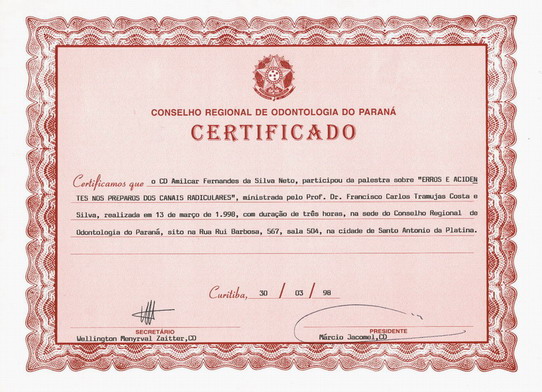 CONSELHO REGIONAL DE ODONTOLOGIA DO PARANÁ
CERTIFICADO
Certificamos que o CD Amilcar Fernandes da Silva Neto, participou da palestra sobre "ERROS E ACIDEN
TES NOS PREPAROS DOS CANAIS RADICULARES", ministrada pelo Prof. Dr. Francisco Carlos Tramujas Costa e
Silva, realizada em 13 de março de 1.998, com duração de três horas, na sede do Conselho Regional de
Odontologia do Paraná, sito na Rua Rui Barbosa, 567, sala 504, na cidade de Santo Antonio da Platina.
Curitiba, 30 / 03 / 98
SECRETÁRIO
Wellington Menyrval Zaitter,CD
PRESIDENTE
Márcio Jacomel,CD